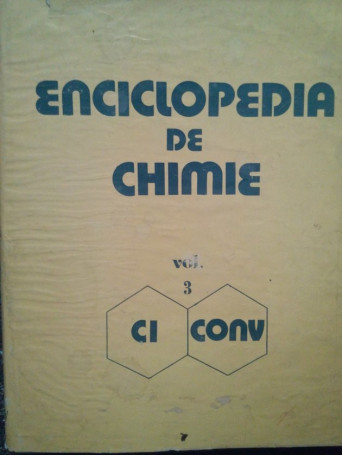 ENCICLOPEDIA
DE
CHIMIE
vol.
3
CI CONV